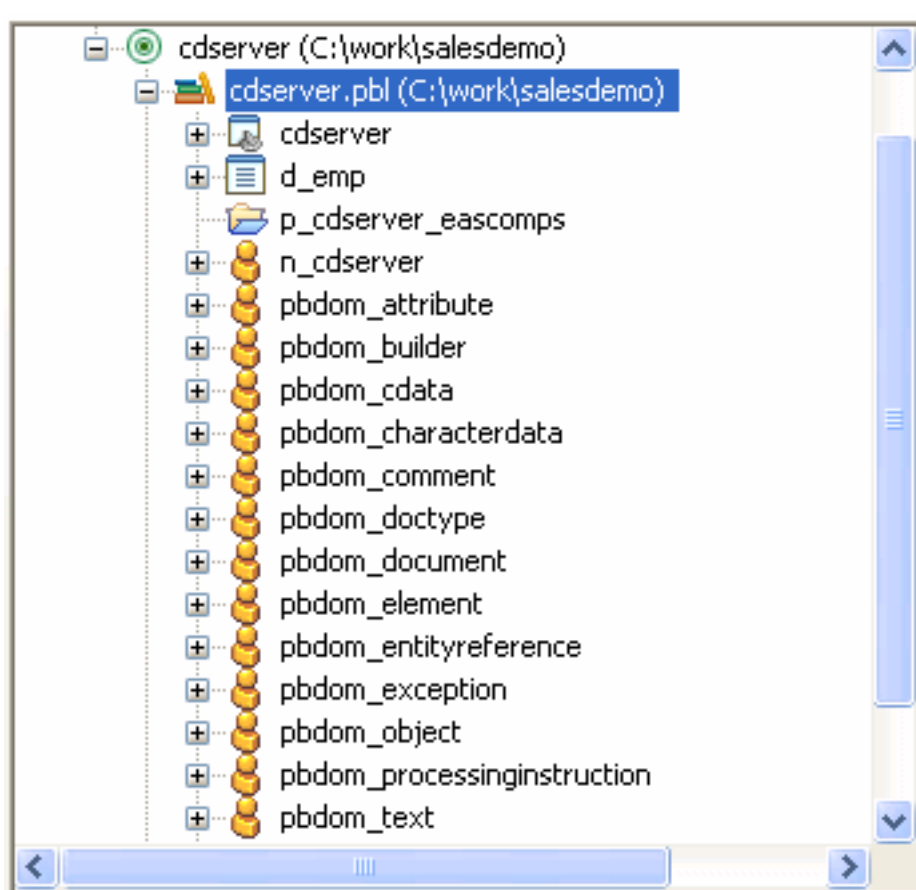 cdserver (C:\work\salesdemo)
cdserver.pbl (C:\work\salesdemo)
cdserver
d_emp
p_cdserver_eascomps
n_cdserver
pbdom_attribute
pbdom_builder
pbdom_cdata
pbdom_characterdata
pbdom_comment
pbdom_doctype
pbdom_document
pbdom_element
pbdom_entityreference
pbdom_exception
pbdom_object
pbdom_processinginstruction
pbdom_text